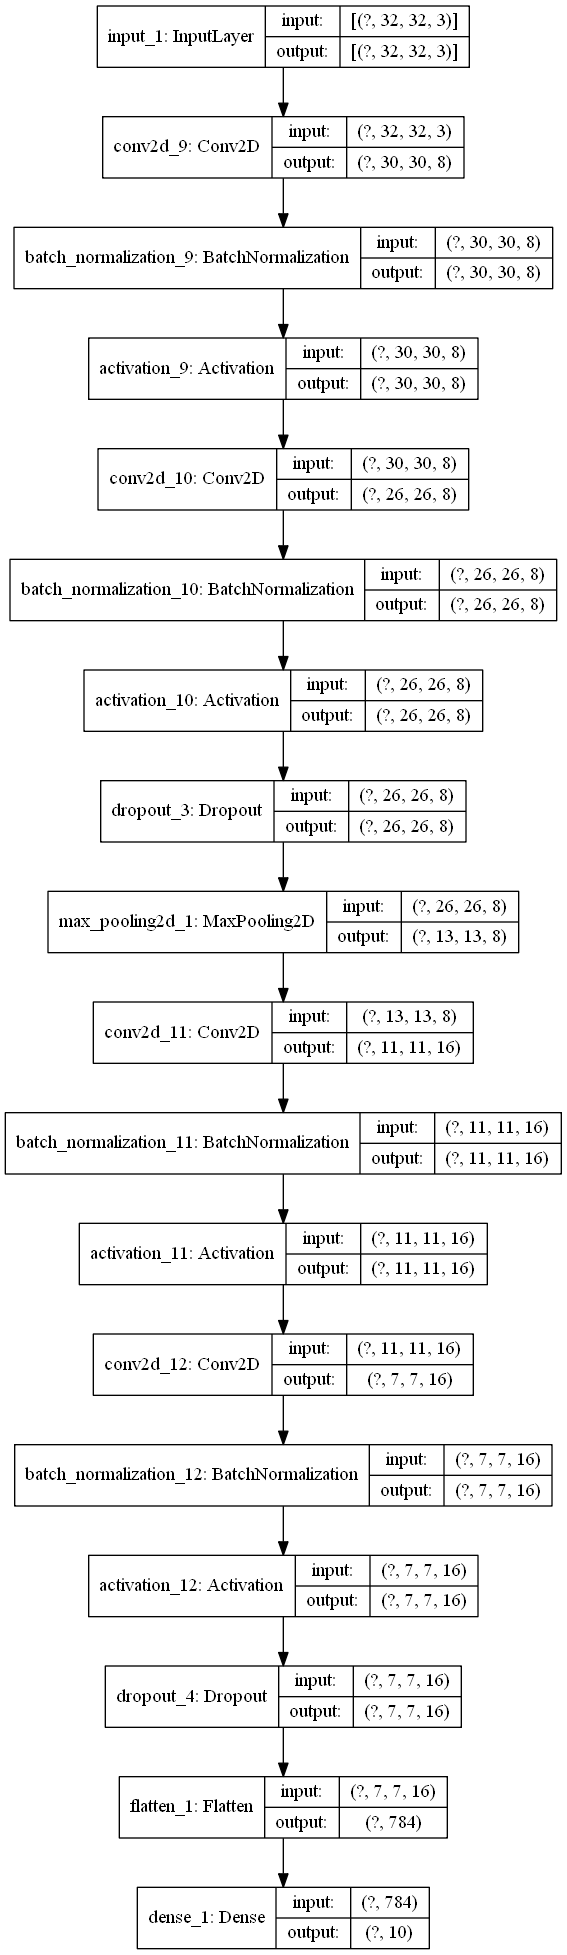 input_1: InputLayer
input: [(?, 32, 32, 3)]
output: [(?, 32, 32, 3)]
conv2d_9: Conv2D
input: (?, 32, 32, 3)
output: (?, 30, 30, 8)
batch_normalization_9: BatchNormalization
input: (?, 30, 30, 8)
output: (?, 30, 30, 8)
activation_9: Activation
input: (?, 30, 30, 8)
output: (?, 30, 30, 8)
conv2d_10: Conv2D
input: (?, 30, 30, 8)
output: (?, 26, 26, 8)
batch_normalization_10: BatchNormalization
input: (?, 26, 26, 8)
output: (?, 26, 26, 8)
activation_10: Activation
input: (?, 26, 26, 8)
output: (?, 26, 26, 8)
dropout_3: Dropout
input: (?, 26, 26, 8)
output: (?, 26, 26, 8)
max_pooling2d_1: MaxPooling2D
input: (?, 26, 26, 8)
output: (?, 13, 13, 8)
conv2d_11: Conv2D
input: (?, 13, 13, 8)
output: (?, 11, 11, 16)
batch_normalization_11: BatchNormalization
input: (?, 11, 11, 16)
output: (?, 11, 11, 16)
activation_11: Activation
input: (?, 11, 11, 16)
output: (?, 11, 11, 16)
conv2d_12: Conv2D
input: (?, 11, 11, 16)
output: (?, 7, 7, 16)
batch_normalization_12: BatchNormalization
input: (?, 7, 7, 16)
output: (?, 7, 7, 16)
activation_12: Activation
input: (?, 7, 7, 16)
output: (?, 7, 7, 16)
dropout_4: Dropout
input: (?, 7, 7, 16)
output: (?, 7, 7, 16)
flatten_1: Flatten
input: (?, 7, 7, 16)
output: (?, 784)
dense_1: Dense
input: (?, 784)
output: (?, 10)